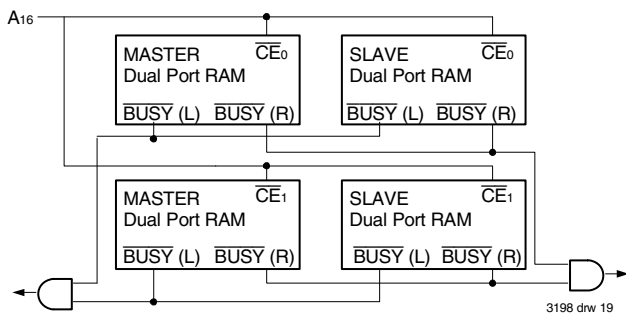 A16
MASTER CE0 SLAVE CE0
Dual Port RAM Dual Port RAM
BUSY (L) BUSY (R) BUSY (L) BUSY (R)
MASTER CE1 SLAVE CE1
Dual Port RAM Dual Port RAM
BUSY (L) BUSY (R) BUSY (L) BUSY (R)
3198 drw 19